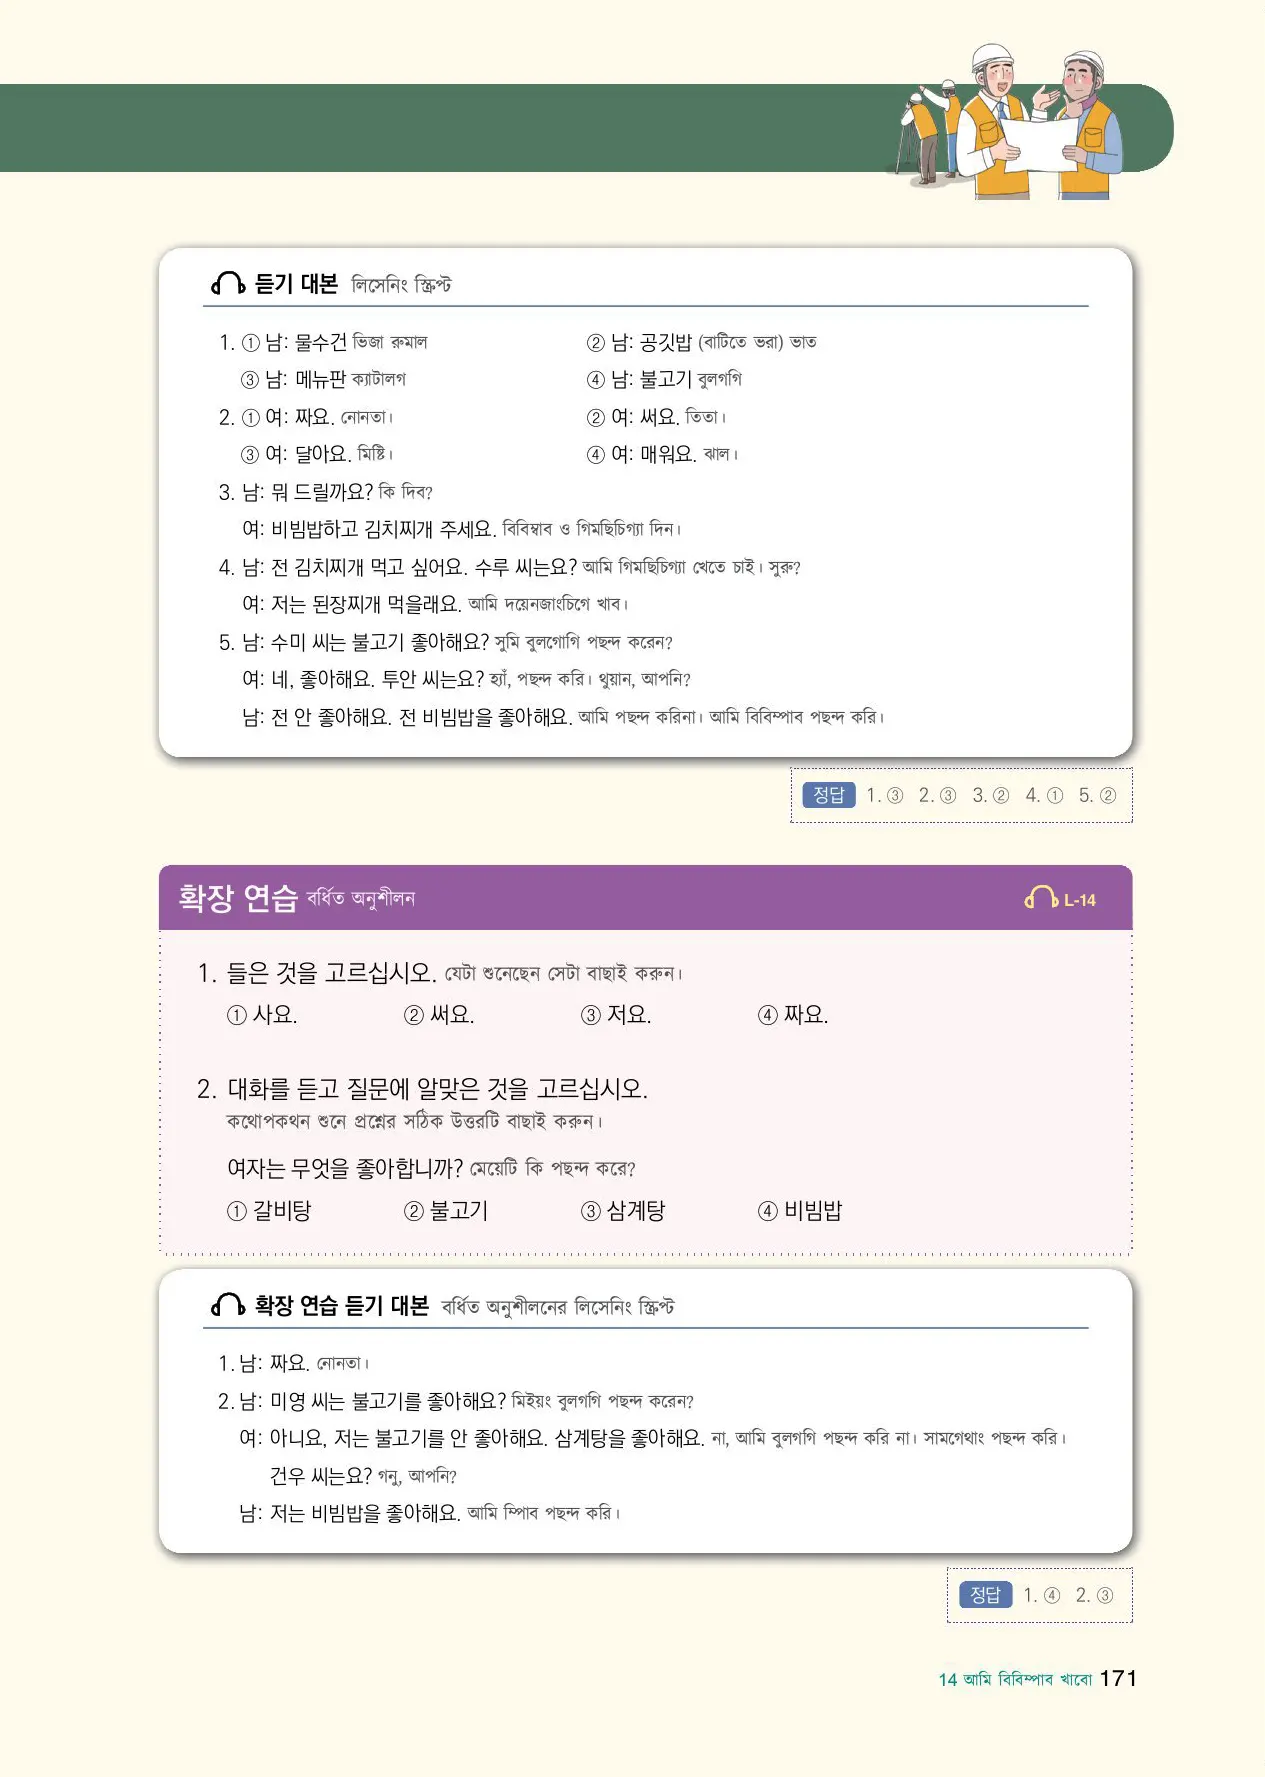 듣기 대본 লিসেনিং স্ক্রিপ্ট
1. ① 남: 물수건 ভিজা রুমাল ② 남: 공깃밥 (বাটিতে ভরা) ভাত
③ 남: 메뉴판 ক্যাটালগ ④ 남: 불고기 বুলগগি
2. ① 여: 짜요. নোনতা। ② 여: 써요. তিতা।
③ 여: 달아요. মিষ্টি। ④ 여: 매워요. ঝাল।
3. 남: 뭐 드릴까요? কি দিব?
여: 비빔밥하고 김치찌개 주세요. বিবিম্বাব ও গিমছিচিগ্যা দিন।
4. 남: 전 김치찌개 먹고 싶어요. 수루 씨는요? আমি গিমছিচিগ্যা খেতে চাই। সুরু?
여: 저는 된장찌개 먹을래요. আমি দয়েনজাংচিগে খাব।
5. 남: 수미 씨는 불고기 좋아해요? সুমি বুলগোগি পছন্দ করেন?
여: 네, 좋아해요. 투안 씨는요? হ্যাঁ, পছন্দ করি। থুয়ান, আপনি?
남: 전 안 좋아해요. 전 비빔밥을 좋아해요. আমি পছন্দ করিনা। আমি বিবিম্পাব পছন্দ করি।
정답 1. ③ 2. ③ 3. ② 4. ① 5. ②
확장 연습 বর্ধিত অনুশীলন L-14
1. 들은 것을 고르십시오. যেটা শুনেছেন সেটা বাছাই করুন।
① 사요. ② 써요. ③ 저요. ④ 짜요.
2. 대화를 듣고 질문에 알맞은 것을 고르십시오.
কথোপকথন শুনে প্রশ্নের সঠিক উত্তরটি বাছাই করুন।
여자는 무엇을 좋아합니까? মেয়েটি কি পছন্দ করে?
① 갈비탕 ② 불고기 ③ 삼계탕 ④ 비빔밥
확장 연습 듣기 대본 বর্ধিত অনুশীলনের লিসেনিং স্ক্রিপ্ট
1. 남: 짜요. নোনতা।
2. 남: 미영 씨는 불고기를 좋아해요? মিইয়ং বুলগগি পছন্দ করেন?
여: 아니요, 저는 불고기를 안 좋아해요. 삼계탕을 좋아해요. না, আমি বুলগগি পছন্দ করি না। সামগেথাং পছন্দ করি।
건우 씨는요? গনু, আপনি?
남: 저는 비빔밥을 좋아해요. আমি ম্পিাব পছন্দ করি।
정답 1. ④ 2. ③
14 আমি বিবিম্পাব খাবো 171